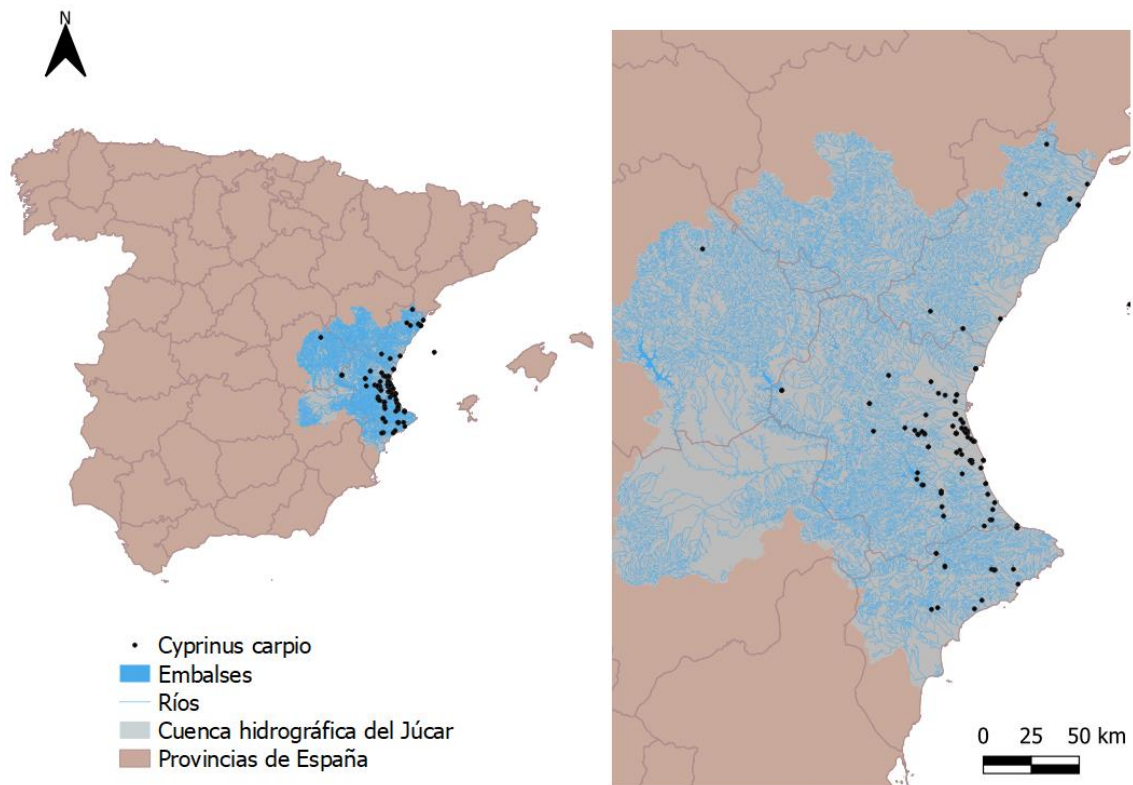 N
Cyprinus carpio
Embalses
Ríos
Cuenca hidrográfica del Júcar
Provincias de España
0 25 50 km